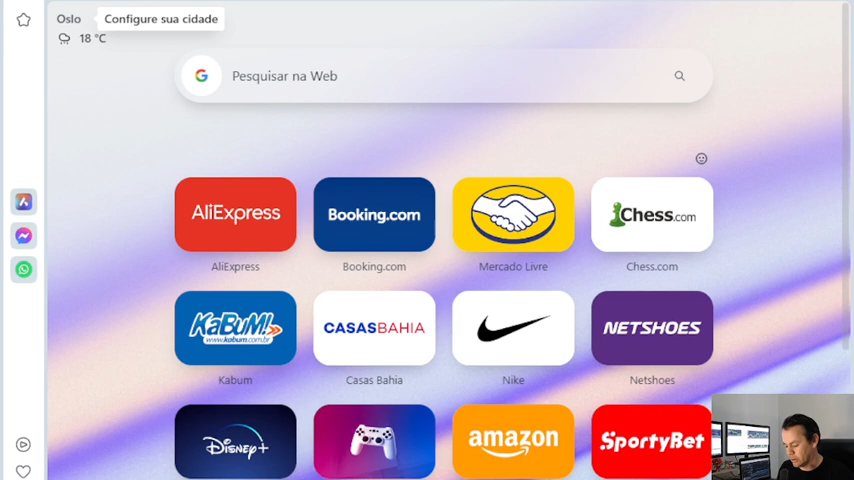 Oslo
Configure sua cidade
18 °C
G
Pesquisar na Web
AliExpress
Booking.com
Chess.com
AliExpress
Booking.com
Mercado Livre
Chess.com
KaBuM!
www.kabum.com.br
CASASBAHIA
NETSHOES
Kabum
Casas Bahia
Nike
Netshoes
Disney+
amazon
SportyBet